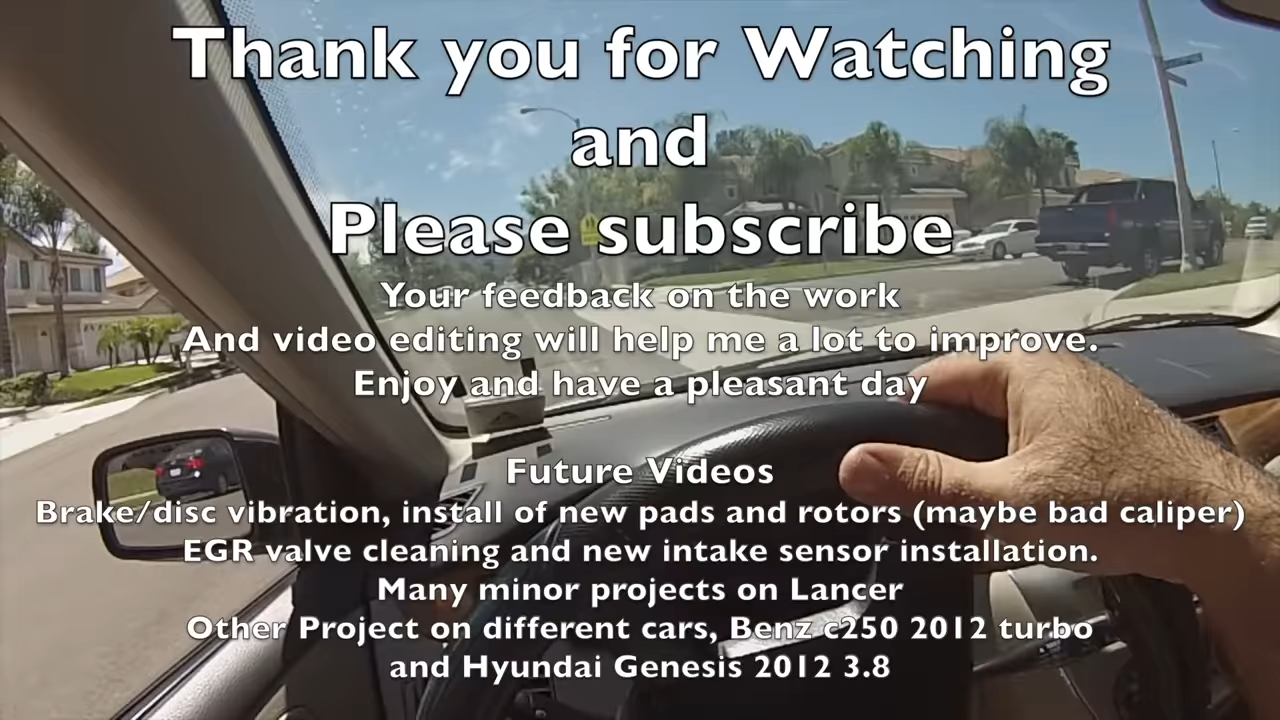 Thank you for Watching
and
Please subscribe
Your feedback on the work
And video editing will help me a lot to improve.
Enjoy and have a pleasant day
Future Videos
Brake/disc vibration, install of new pads and rotors (maybe bad caliper)
EGR valve cleaning and new intake sensor installation.
Many minor projects on Lancer
Other Project on different cars, Benz c250 2012 turbo
and Hyundai Genesis 2012 3.8